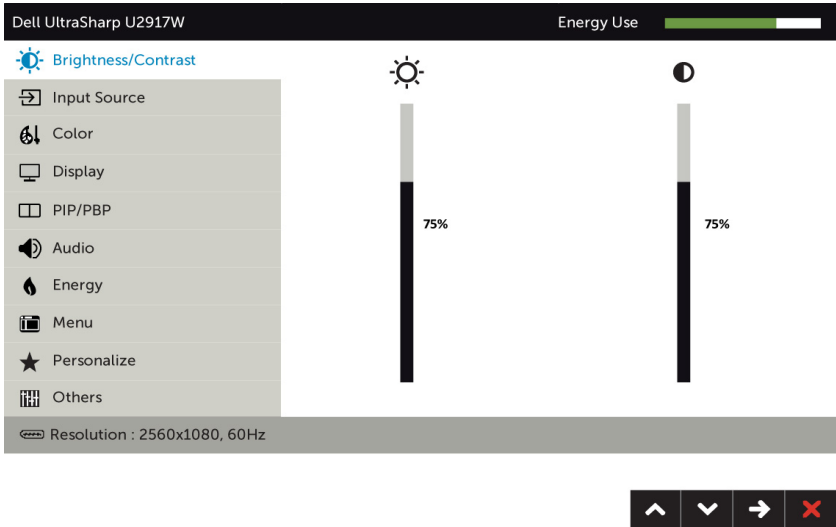 Dell UltraSharp U2917W
Energy Use
Brightness/Contrast
Input Source
Color
Display
PIP/PBP
Audio
Energy
Menu
Personalize
Others
75%
75%
Resolution : 2560x1080, 60Hz